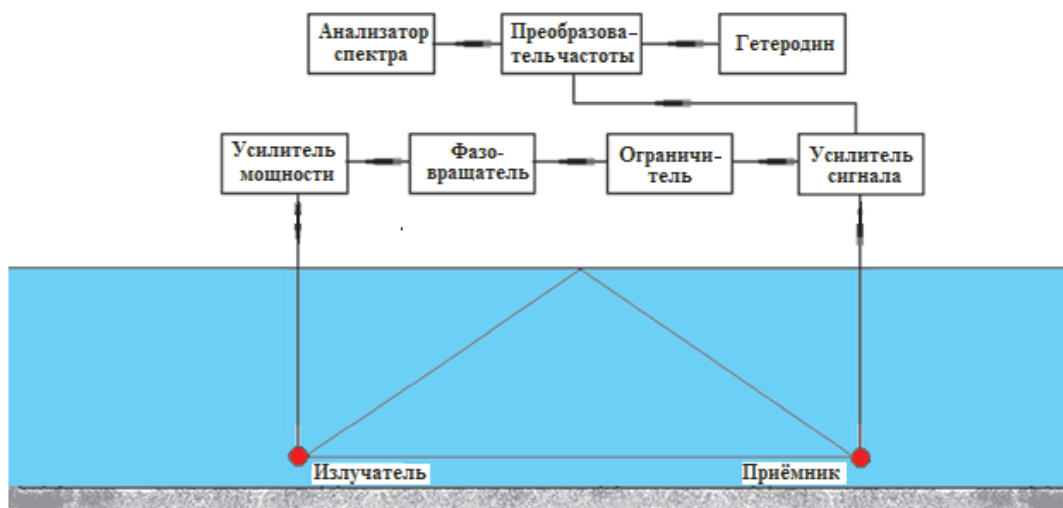 Анализатор
спектра
Преобразова-
тель частоты
Гетеродин
Усилитель
мощности
Фазо-
вращатель
Ограничи-
тель
Усилитель
сигнала
Излучатель
Приёмник